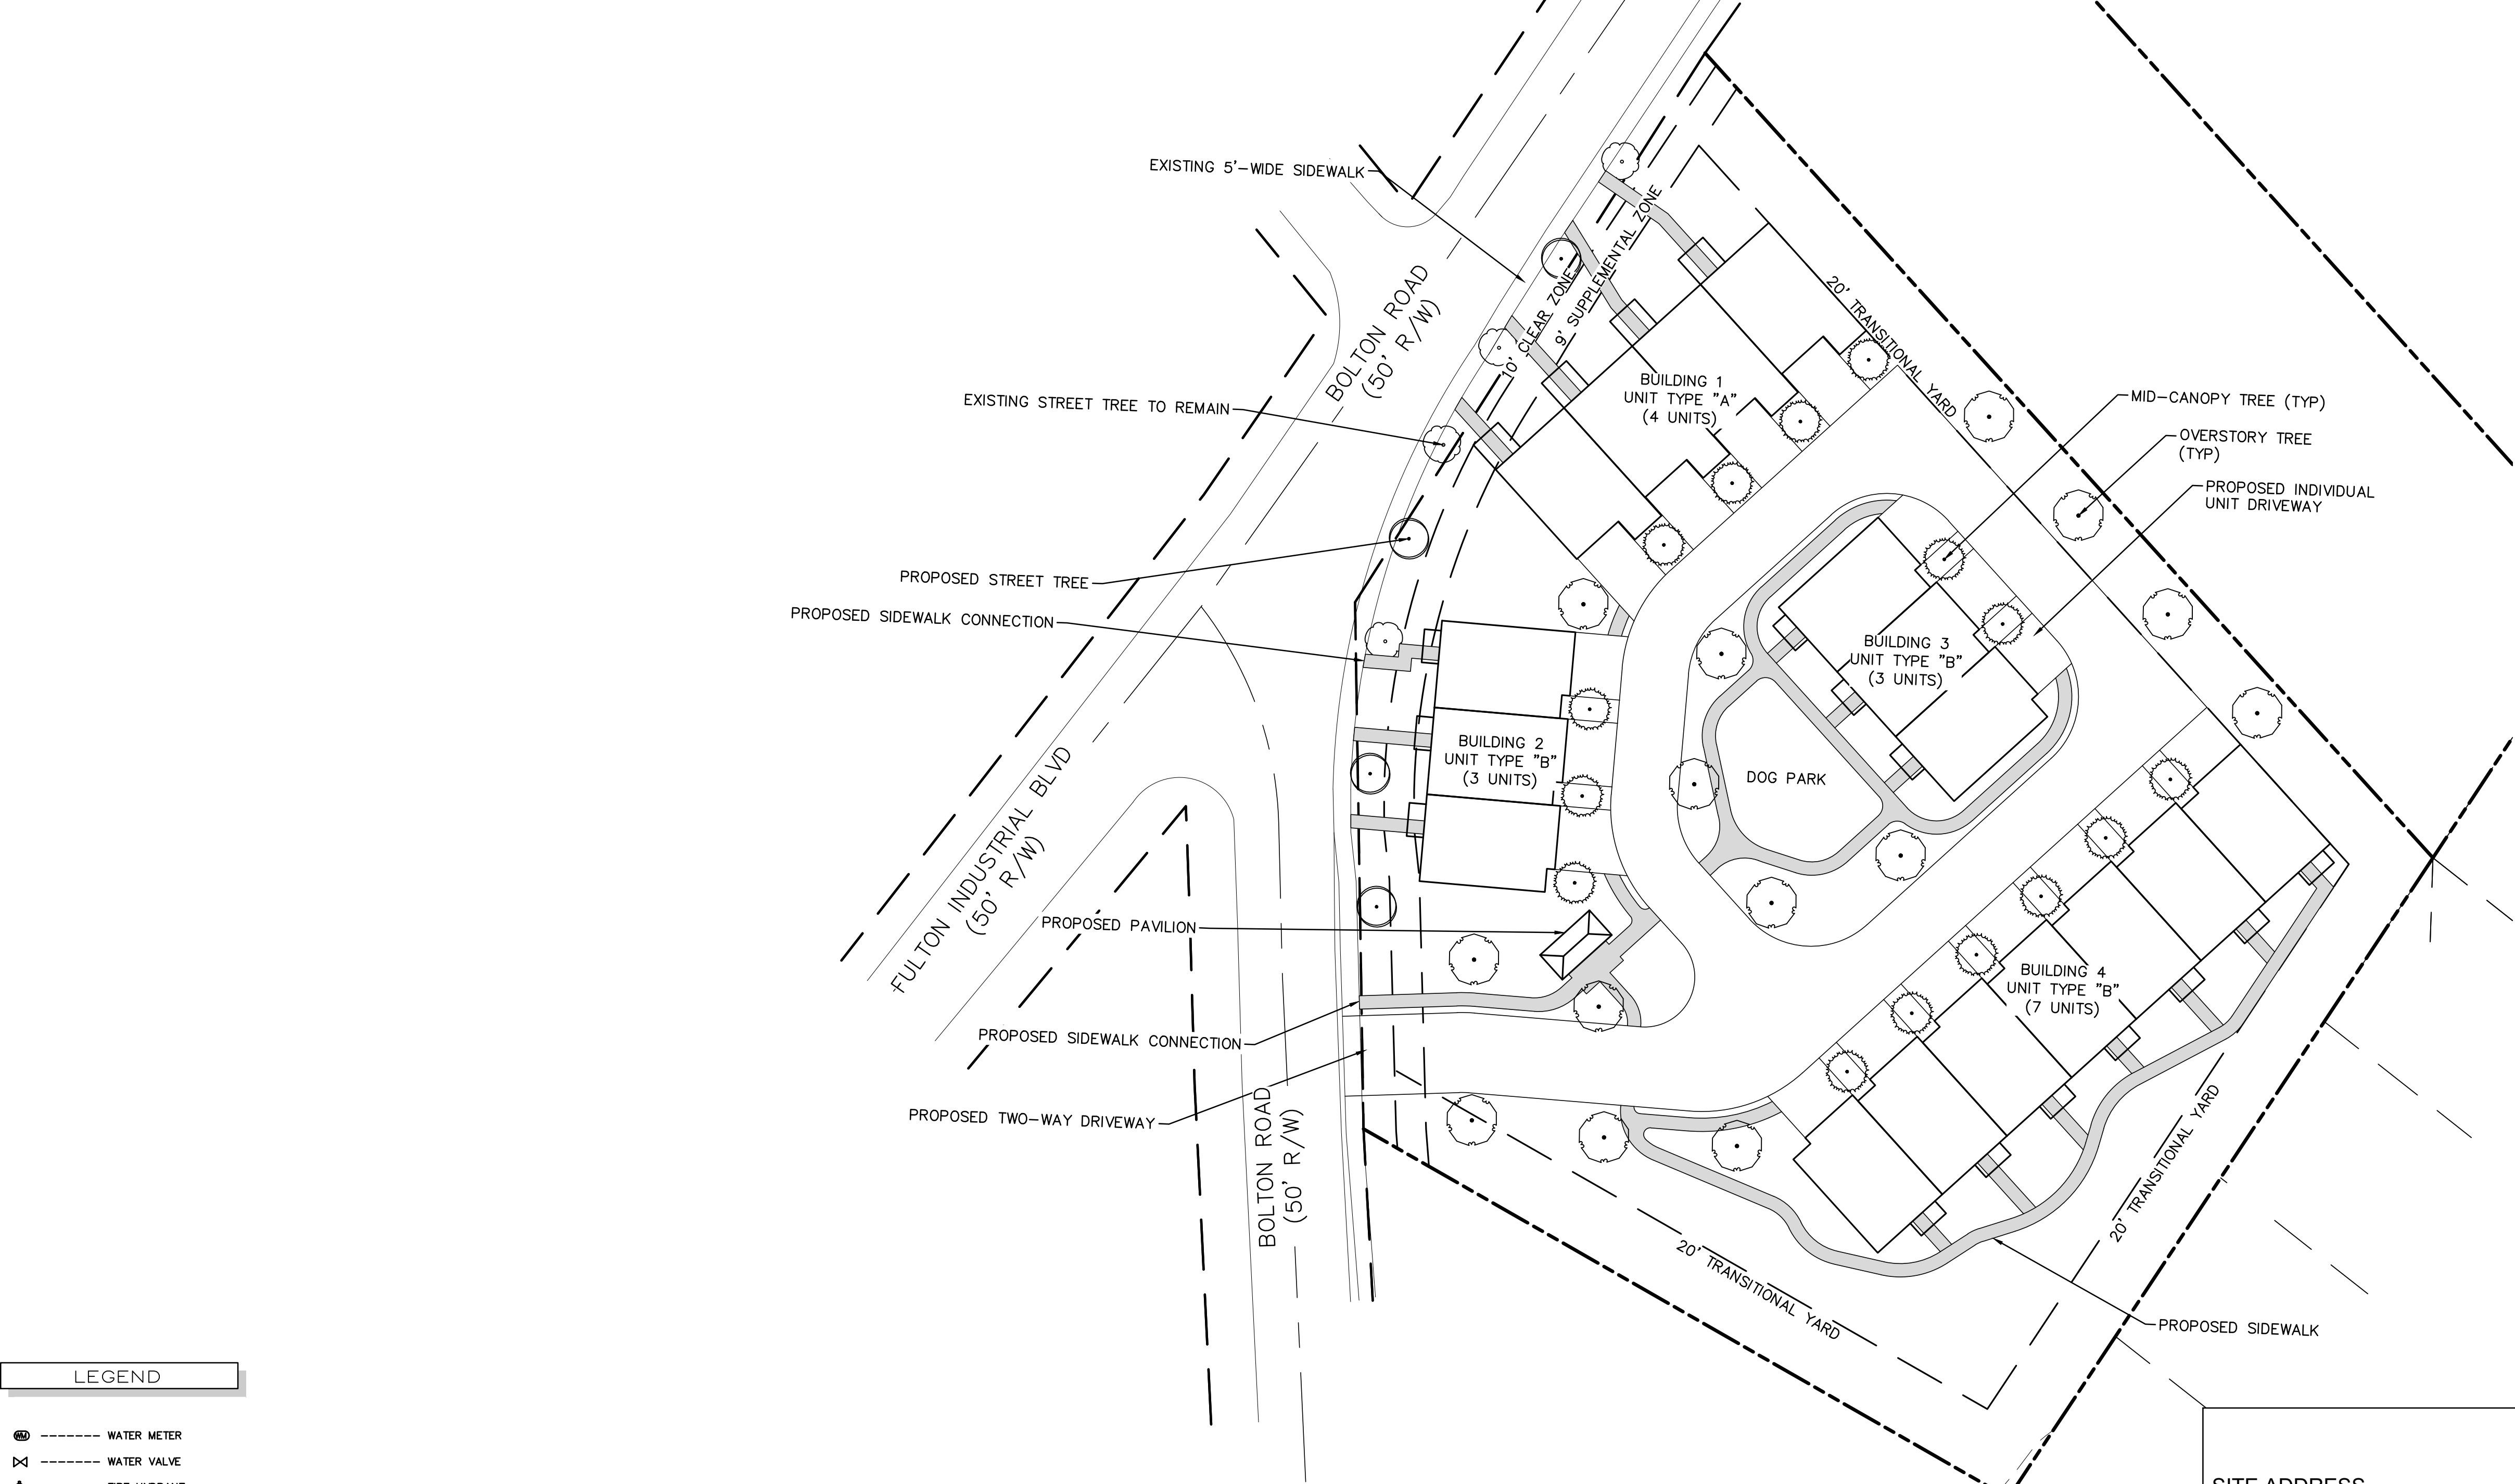 EXISTING 5'-WIDE SIDEWALK
10' CLEAR ZONE
9' SUPPLEMENTAL ZONE
BOLTON ROAD
(50' R/W)
20' TRANSITIONAL YARD
EXISTING STREET TREE TO REMAIN
BUILDING 1
UNIT TYPE "A"
(4 UNITS)
MID-CANOPY TREE (TYP)
OVERSTORY TREE
(TYP)
PROPOSED INDIVIDUAL
UNIT DRIVEWAY
PROPOSED STREET TREE
PROPOSED SIDEWALK CONNECTION
BUILDING 3
UNIT TYPE "B"
(3 UNITS)
BUILDING 2
UNIT TYPE "B"
(3 UNITS)
DOG PARK
FULTON INDUSTRIAL BLVD
(50' R/W)
PROPOSED PAVILION
BUILDING 4
UNIT TYPE "B"
(7 UNITS)
PROPOSED SIDEWALK CONNECTION
PROPOSED TWO-WAY DRIVEWAY
BOLTON ROAD
(50' R/W)
20' TRANSITIONAL YARD
20' TRANSITIONAL YARD
PROPOSED SIDEWALK
LEGEND
WM WATER METER
WATER VALVE
SITE ADDRESS